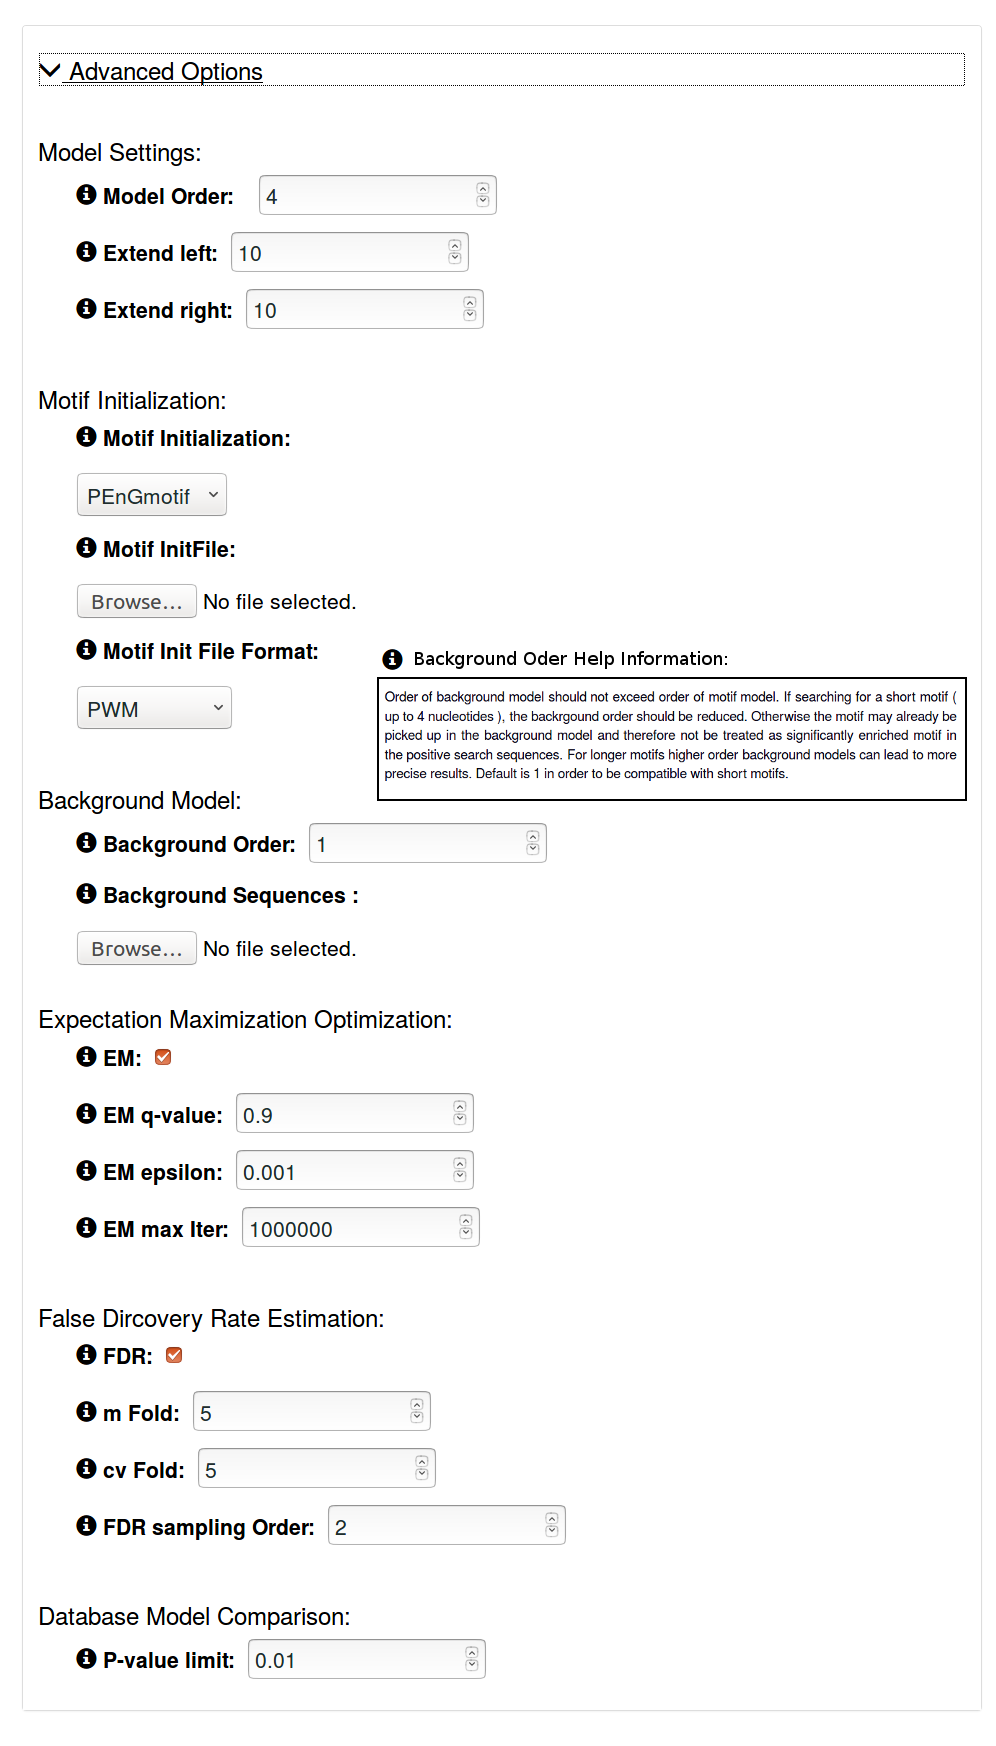 Advanced Options
Model Settings:
Model Order: 4
Extend left: 10
Extend right: 10
Motif Initialization:
Motif Initialization:
PEnGmotif
Motif InitFile:
Browse... No file selected.
Motif Init File Format:
PWM
Background Oder Help Information:
Order of background model should not exceed order of motif model. If searching for a short motif (
up to 4 nucleotides ), the backrgound order should be reduced. Otherwise the motif may already be
picked up in the background model and therefore not be treated as significantly enriched motif in
the positive search sequences. For longer motifs higher order background models can lead to more
precise results. Default is 1 in order to be compatible with short motifs.
Background Model:
Background Order: 1
Background Sequences :
Browse... No file selected.
Expectation Maximization Optimization:
EM:
EM q-value: 0.9
EM epsilon: 0.001
EM max Iter: 1000000
False Dircovery Rate Estimation:
FDR:
m Fold: 5
cv Fold: 5
FDR sampling Order: 2
Database Model Comparison:
P-value limit: 0.01